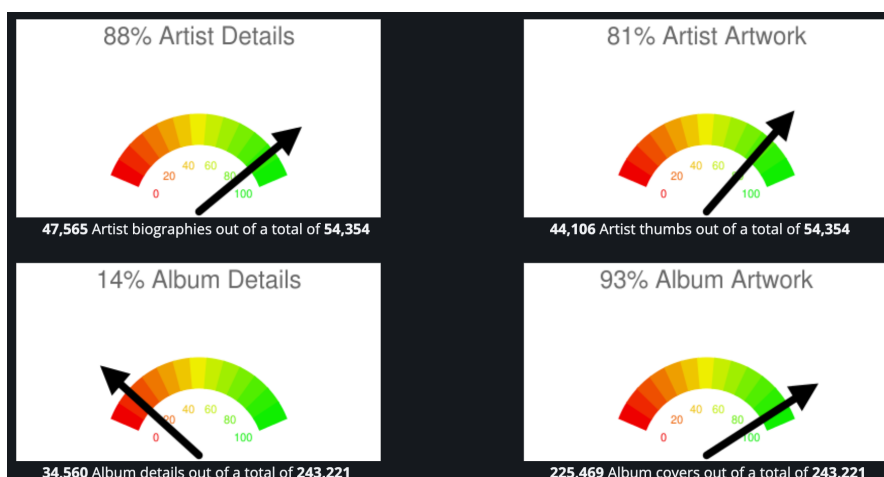 88% Artist Details
81% Artist Artwork
0 20 40 60 80 100
0 20 40 60 80 100
47,565 Artist biographies out of a total of 54,354
44,106 Artist thumbs out of a total of 54,354
14% Album Details
93% Album Artwork
0 20 40 60 80 100
0 20 40 60 80 100
34,560 Album details out of a total of 243,221
225,469 Album covers out of a total of 243,221